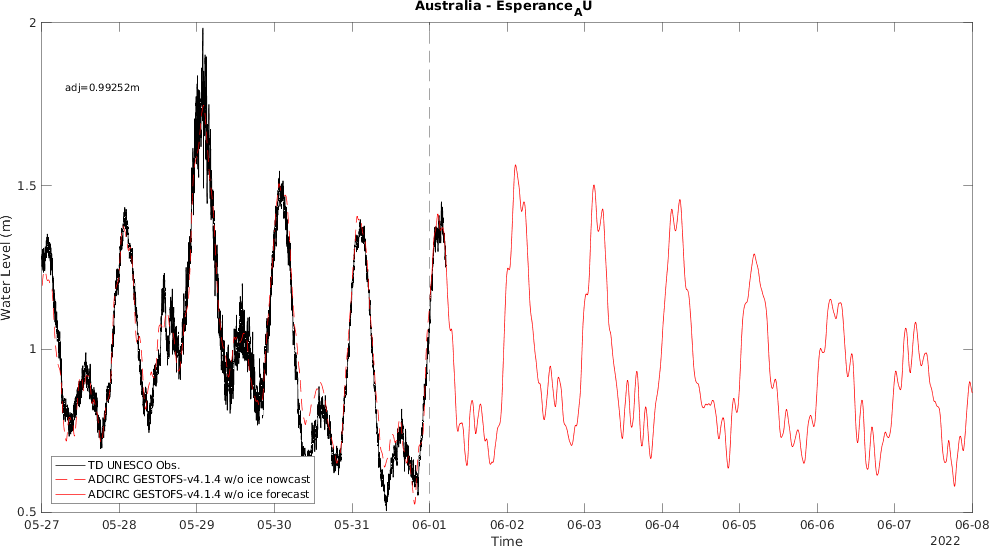 Australia - Esperance_AU
adj=0.99252m
Water Level (m)
2
1.5
1
0.5
TD UNESCO Obs.
ADCIRC GESTOFS-v4.1.4 w/o ice nowcast
ADCIRC GESTOFS-v4.1.4 w/o ice forecast
05-27 05-28 05-29 05-30 05-31 06-01 06-02 06-03 06-04 06-05 06-06 06-07 06-08
Time
2022